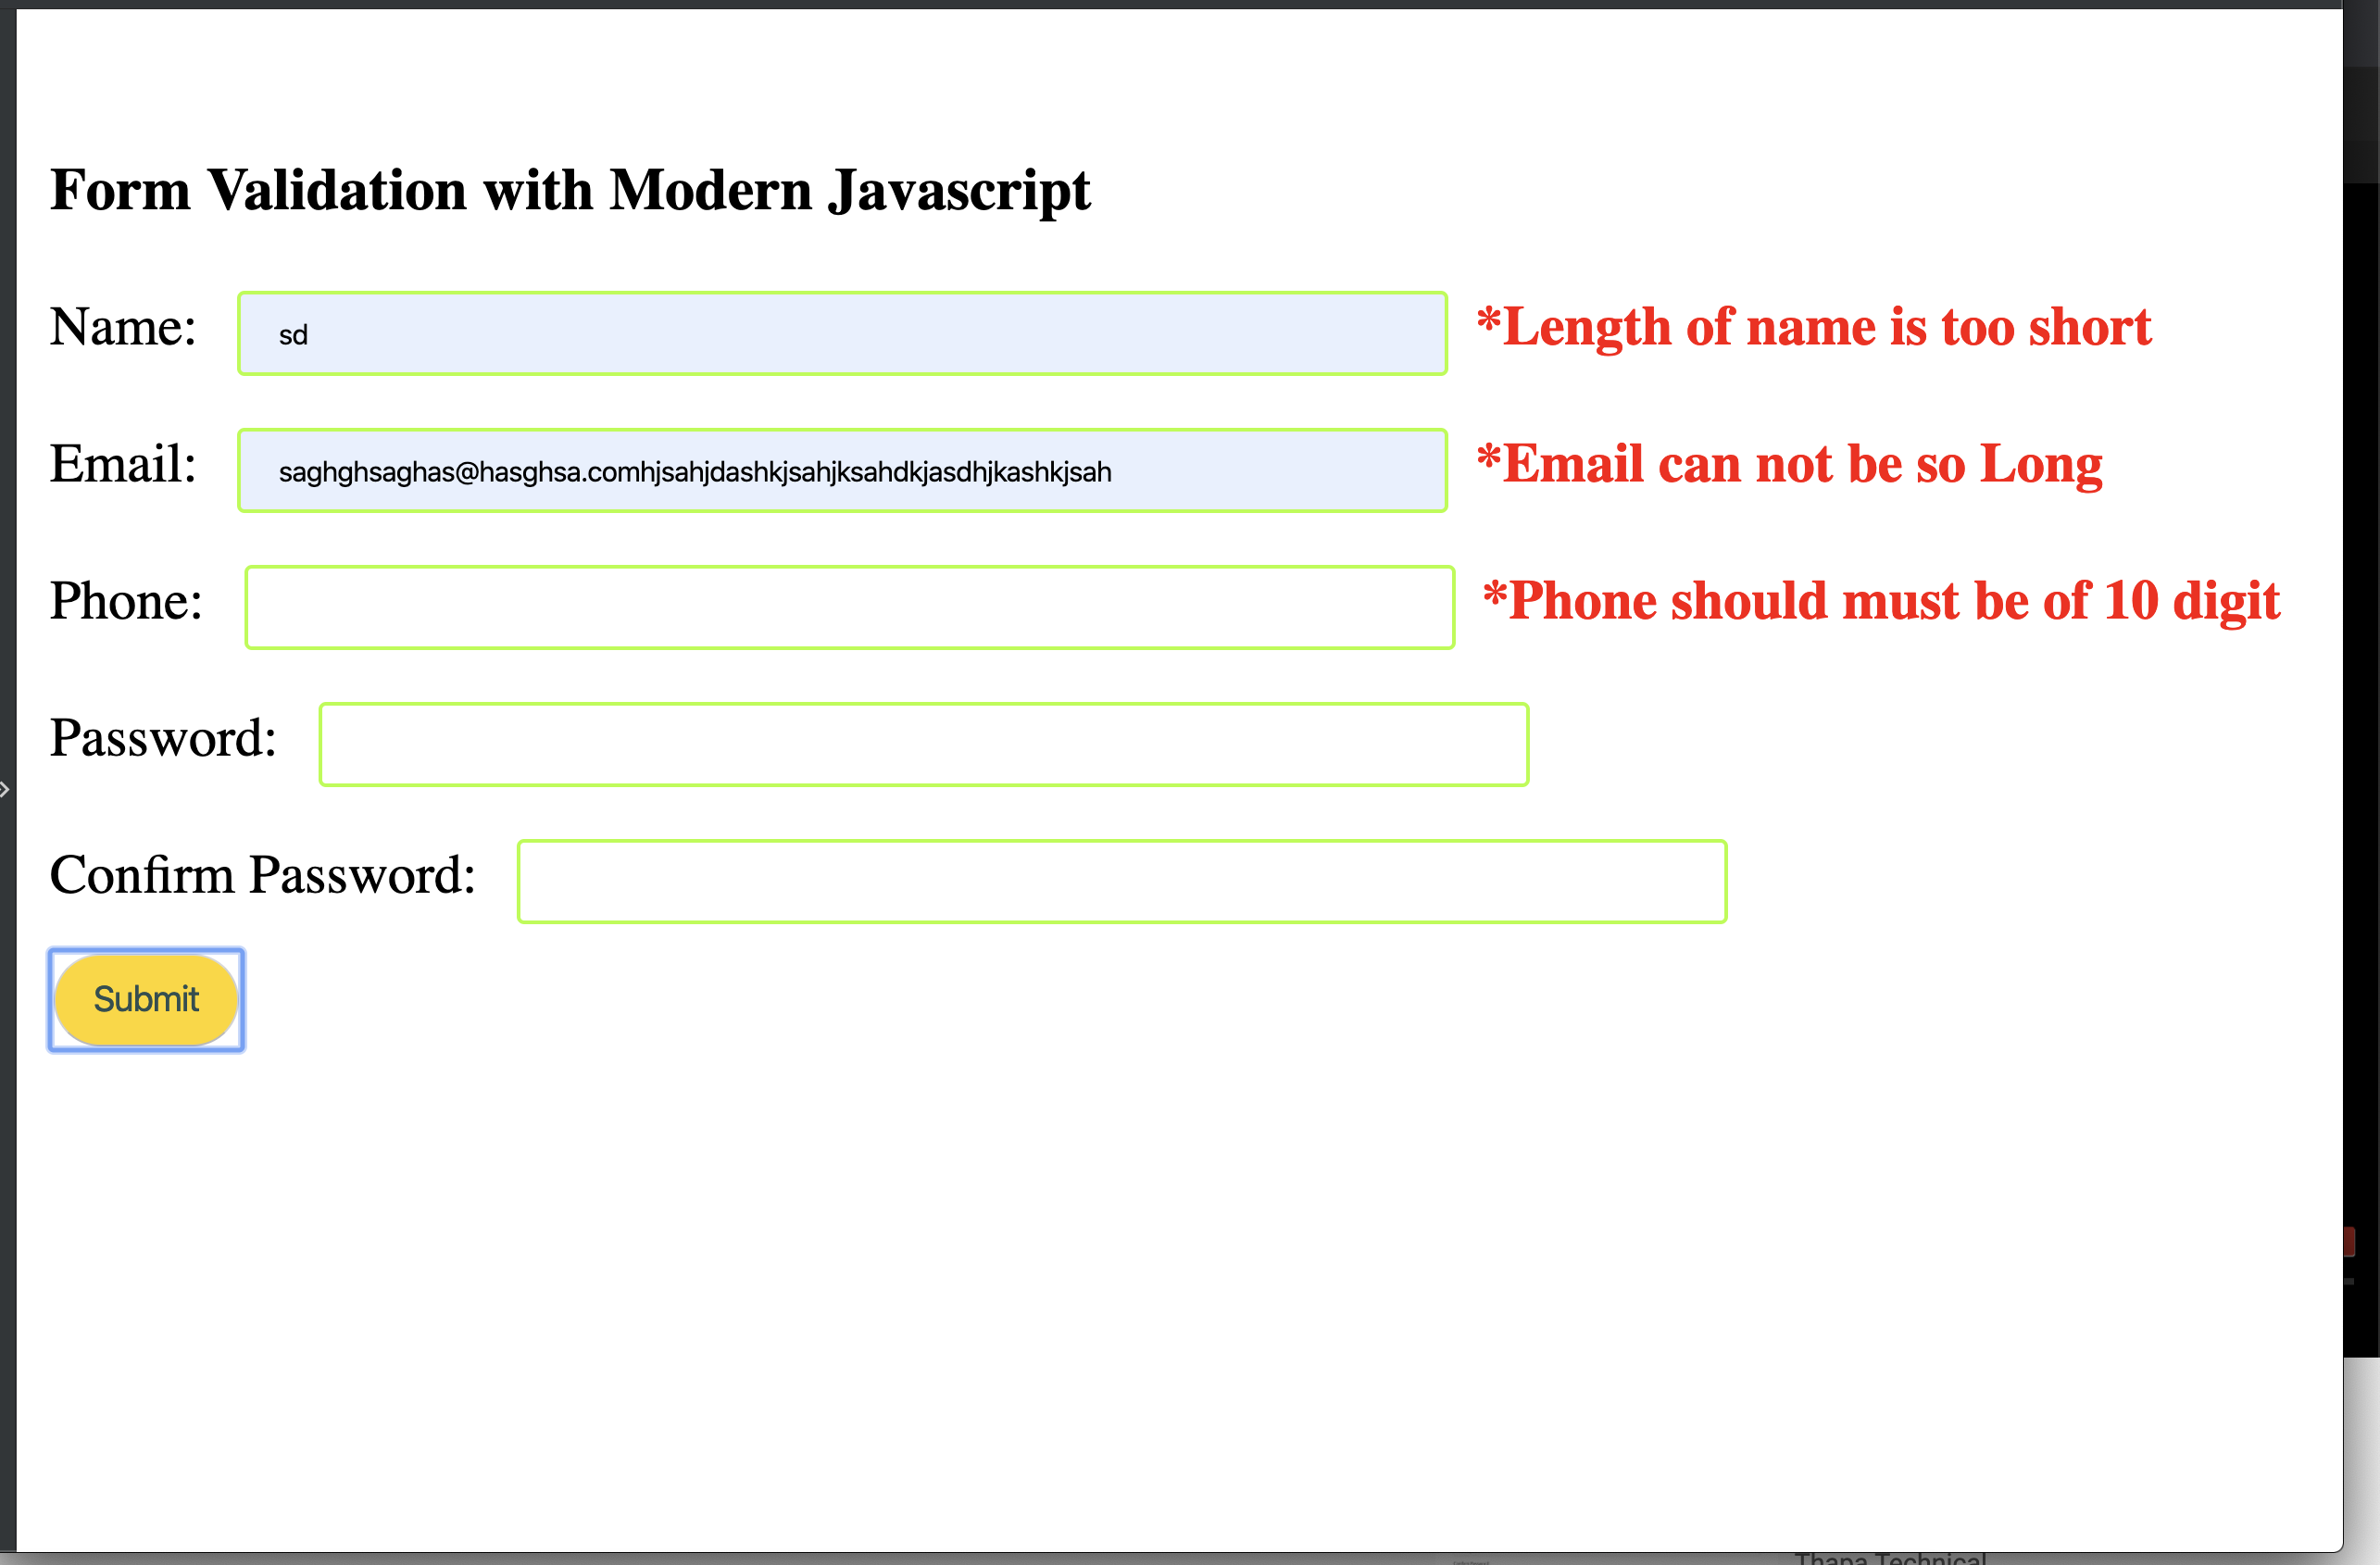 Form Validation with Modern Javascript
Name: sd *Length of name is too short
Email: saghghsaghas@hasghsa.comhjsahjdashkjsahjksahdkjasdhjkashkjsah *Email can not be so Long
Phone: *Phone should must be of 10 digit
Password:
Confirm Password:
Submit
Thapa Technical